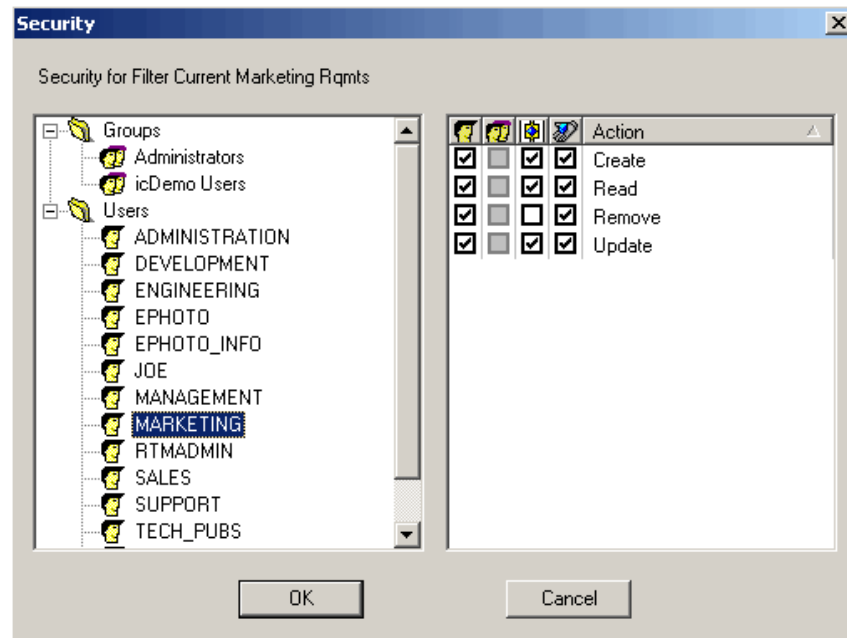 Security
Security for Filter Current Marketing Rqmts
Groups
Administrators
icDemo Users
Users
ADMINISTRATION
DEVELOPMENT
ENGINEERING
EPHOTO
EPHOTO_INFO
JOE
MANAGEMENT
MARKETING
RTMADMIN
SALES
SUPPORT
TECH_PUBS
Action
Create
Read
Remove
Update
OK
Cancel